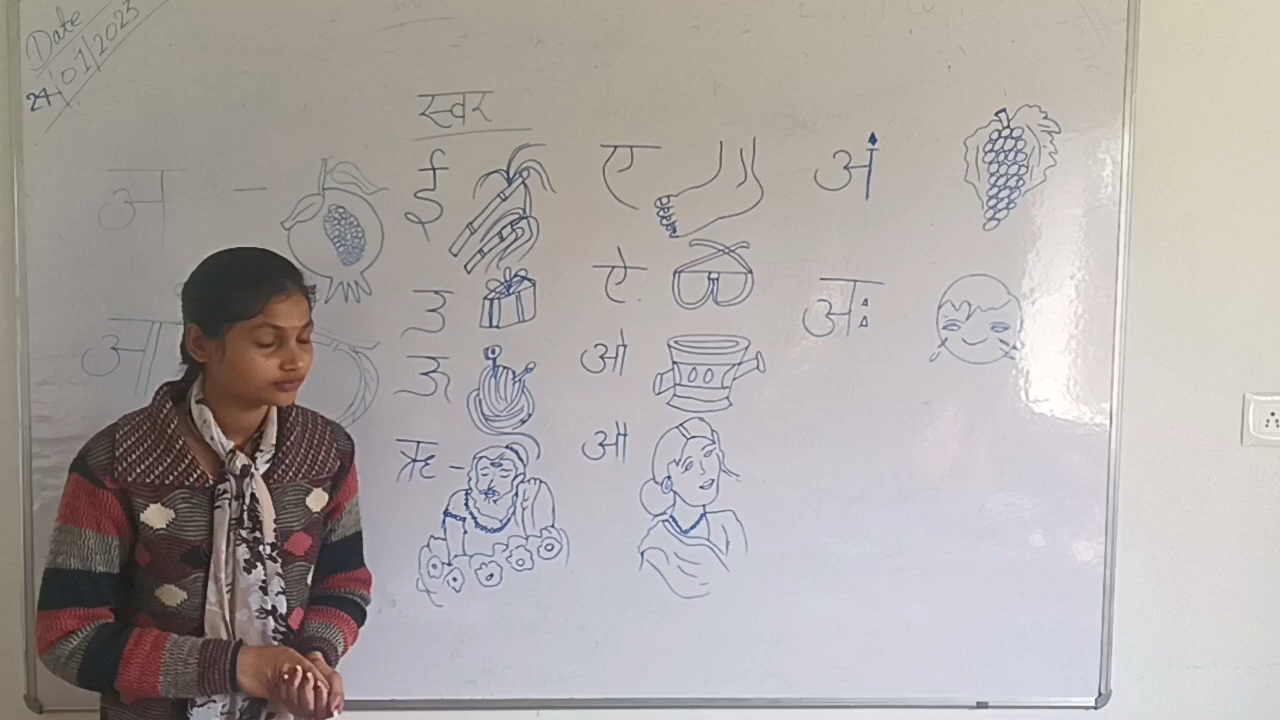 Date
24/01/2023
स्वर
अ -
आ
ई
उ
ऊ
ऋ -
ए
ऐ
ओ
औ
अं
अः